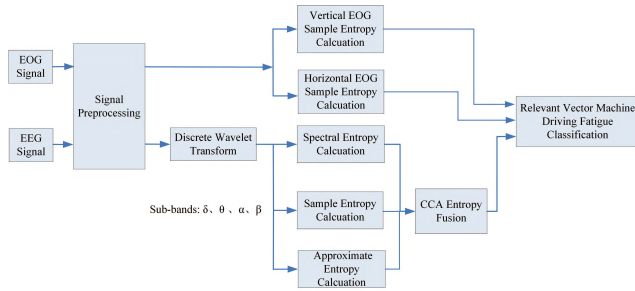 EOG
Signal
EEG
Signal
Signal
Preprocessing
Vertical EOG
Sample Entropy
Calcuation
Horizontal EOG
Sample Entropy
Calcuation
Discrete Wavelet
Transform
Sub-bands: δ、θ 、α、β
Spectral Entropy
Calcuation
Sample Entropy
Calcuation
Approximate
Entropy
Calcuation
CCA Entropy
Fusion
Relevant Vector Machine
Driving Fatigue
Classification